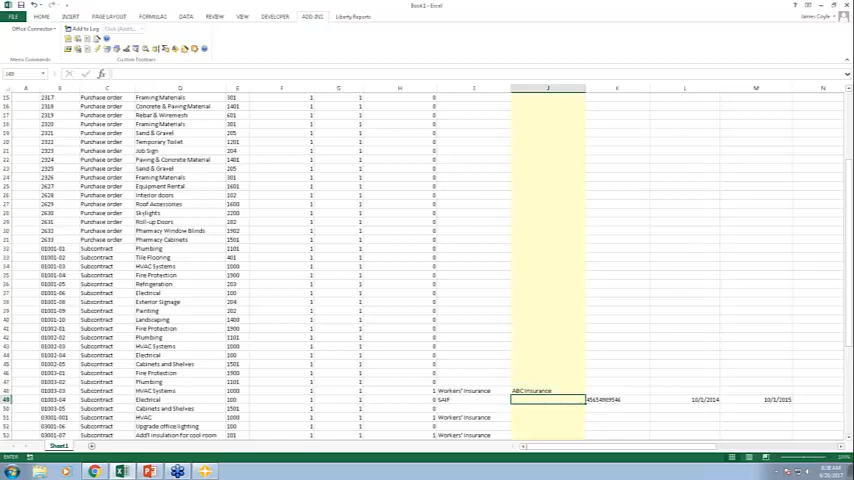 Book1 - Excel
FILE HOME INSERT PAGE LAYOUT FORMULAS DATA REVIEW VIEW DEVELOPER ADD-INS Liberty Reports James Coyle
Office Connector Add to Log
Menu Commands Custom Toolbars
J49
A B C D E F G H I J K L M N
15 2317 Purchase order Framing Materials 301 1 1 0
16 2318 Purchase order Concrete & Paving Material 1401 1 1 0
17 2319 Purchase order Rebar & Wiremesh 601 1 1 0
18 2320 Purchase order Framing Materials 301 1 1 0
19 2321 Purchase order Sand & Gravel 205 1 1 0
20 2322 Purchase order Temporary Toilet 1201 1 1 0
21 2323 Purchase order Job Sign 204 1 1 0
22 2324 Purchase order Paving & Concrete Material 1401 1 1 0
23 2325 Purchase order Sand & Gravel 205 1 1 0
24 2326 Purchase order Framing Materials 301 1 1 0
25 2627 Purchase order Equipment Rental 1601 1 1 0
26 2628 Purchase order Interior doors 102 1 1 0
27 2629 Purchase order Roof Accessories 1600 1 1 0
28 2630 Purchase order Skylights 2200 1 1 0
29 2631 Purchase order Roll-up Doors 102 1 1 0
30 2632 Purchase order Pharmacy Window Blinds 1902 1 1 0
31 2633 Purchase order Pharmacy Cabinets 1501 1 1 0
32 01001-01 Subcontract Plumbing 1101 1 1 0
33 01001-02 Subcontract Tile Flooring 401 1 1 0
34 01001-03 Subcontract HVAC Systems 1000 1 1 0
35 01001-04 Subcontract Fire Protection 1900 1 1 0
36 01001-05 Subcontract Refrigeration 203 1 1 0
37 01001-06 Subcontract Electrical 100 1 1 0
38 01001-08 Subcontract Exterior Signage 204 1 1 0
39 01001-09 Subcontract Painting 202 1 1 0
40 01001-10 Subcontract Landscaping 1400 1 1 0
41 01002-01 Subcontract Fire Protection 1900 1 1 0
42 01002-02 Subcontract Plumbing 1101 1 1 0
43 01002-03 Subcontract HVAC Systems 1000 1 1 0
44 01002-04 Subcontract Electrical 100 1 1 0
45 01002-05 Subcontract Cabinets and Shelves 1501 1 1 0
46 01003-01 Subcontract Fire Protection 1900 1 1 0
47 01003-02 Subcontract Plumbing 1101 1 1 0
48 01003-03 Subcontract HVAC Systems 1000 1 1 1 Workers' Insurance ABC Insurance
49 01003-04 Subcontract Electrical 100 1 1 0 SAIF 45654989546 10/1/2014 10/1/2015
50 01003-05 Subcontract Cabinets and Shelves 1501 1 1 0
51 03001-001 Subcontract HVAC 1000 1 1 1 Workers' Insurance
52 03001-06 Subcontract Upgrade office lighting 100 1 1 0
53 03001-07 Subcontract Add'l insulation for cool room 101 1 1 1 Workers' Insurance
Sheet1
ENTER 100%
8:38 AM
6/20/2017